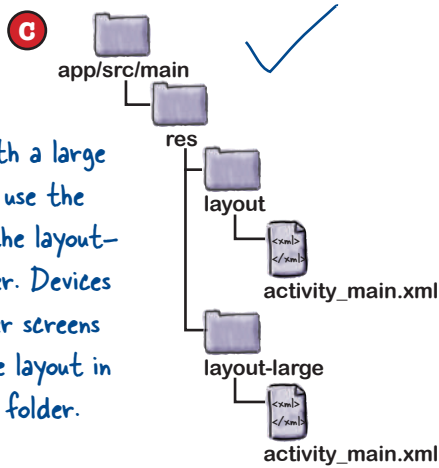 C
app/src/main
res
th a large
use the
the layout-
er. Devices
er screens
e layout in
folder.
layout
<xml>
</xml>
activity_main.xml
layout-large
<xml>
</xml>
activity_main.xml